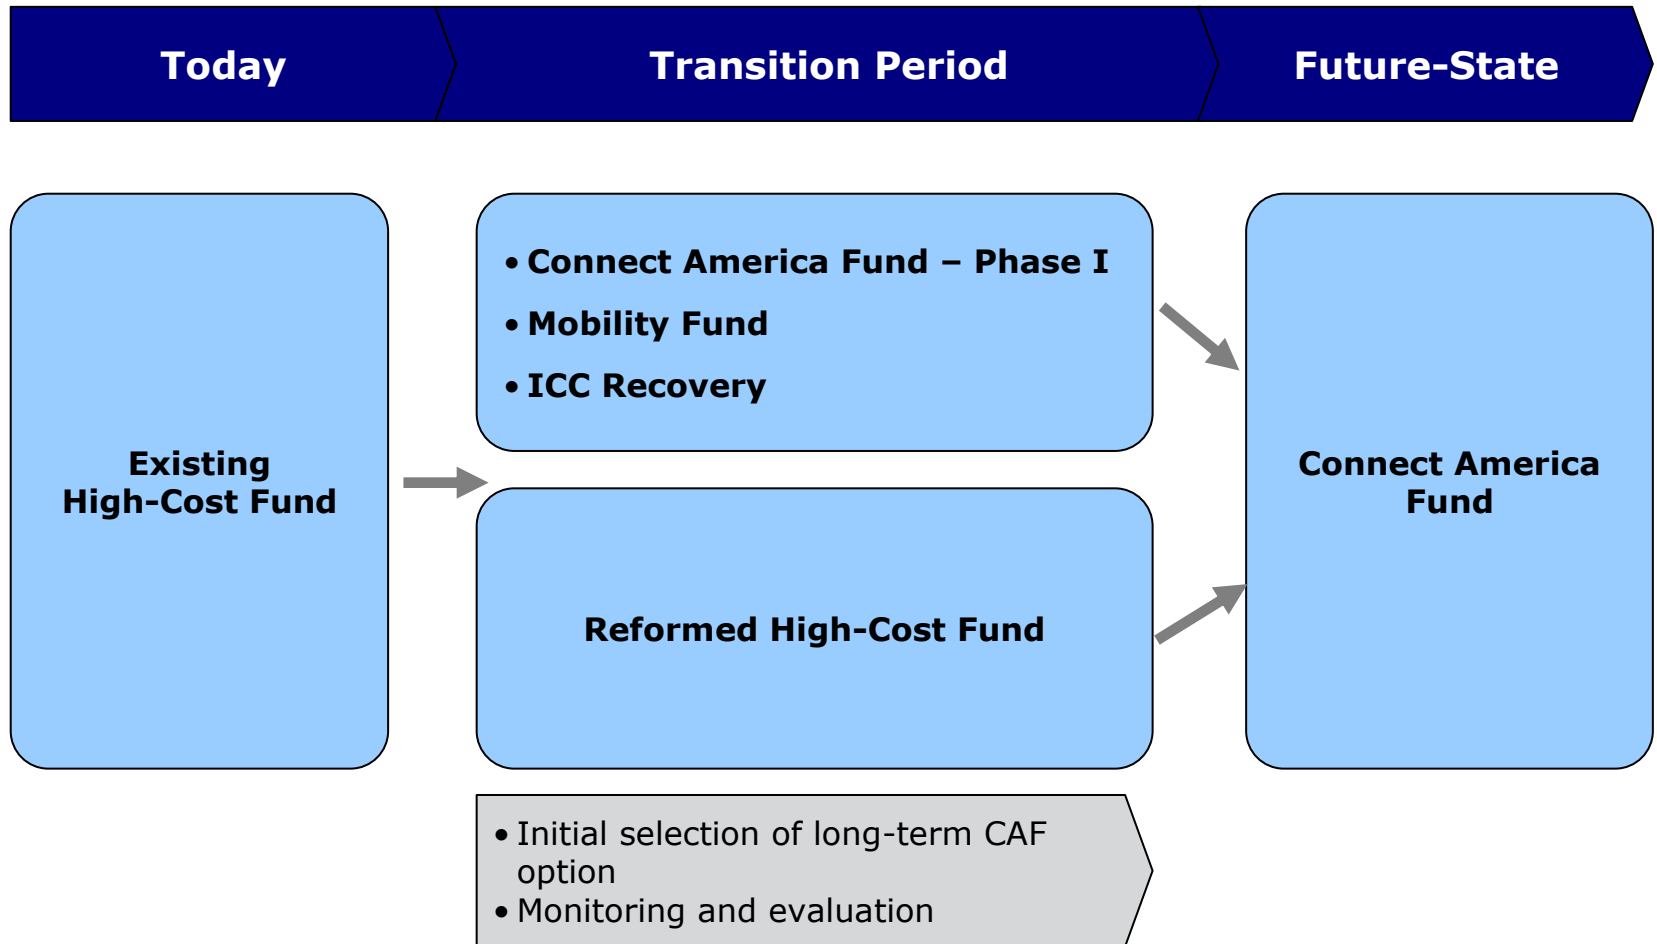 Today
Transition Period
Future-State
Existing
High-Cost Fund
• Connect America Fund – Phase I
• Mobility Fund
• ICC Recovery
Reformed High-Cost Fund
Connect America
Fund
• Initial selection of long-term CAF
option
• Monitoring and evaluation